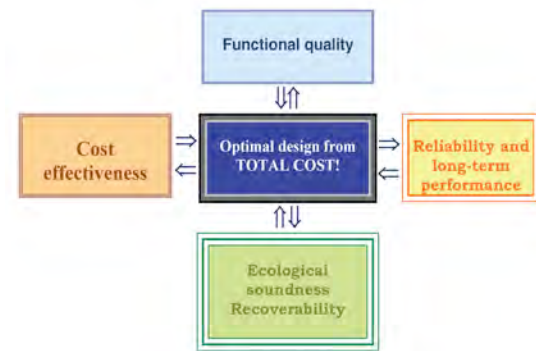 Functional quality
Cost
effectiveness
Optimal design from
TOTAL COST!
Reliability and
long-term
performance
Ecological
soundness
Recoverability